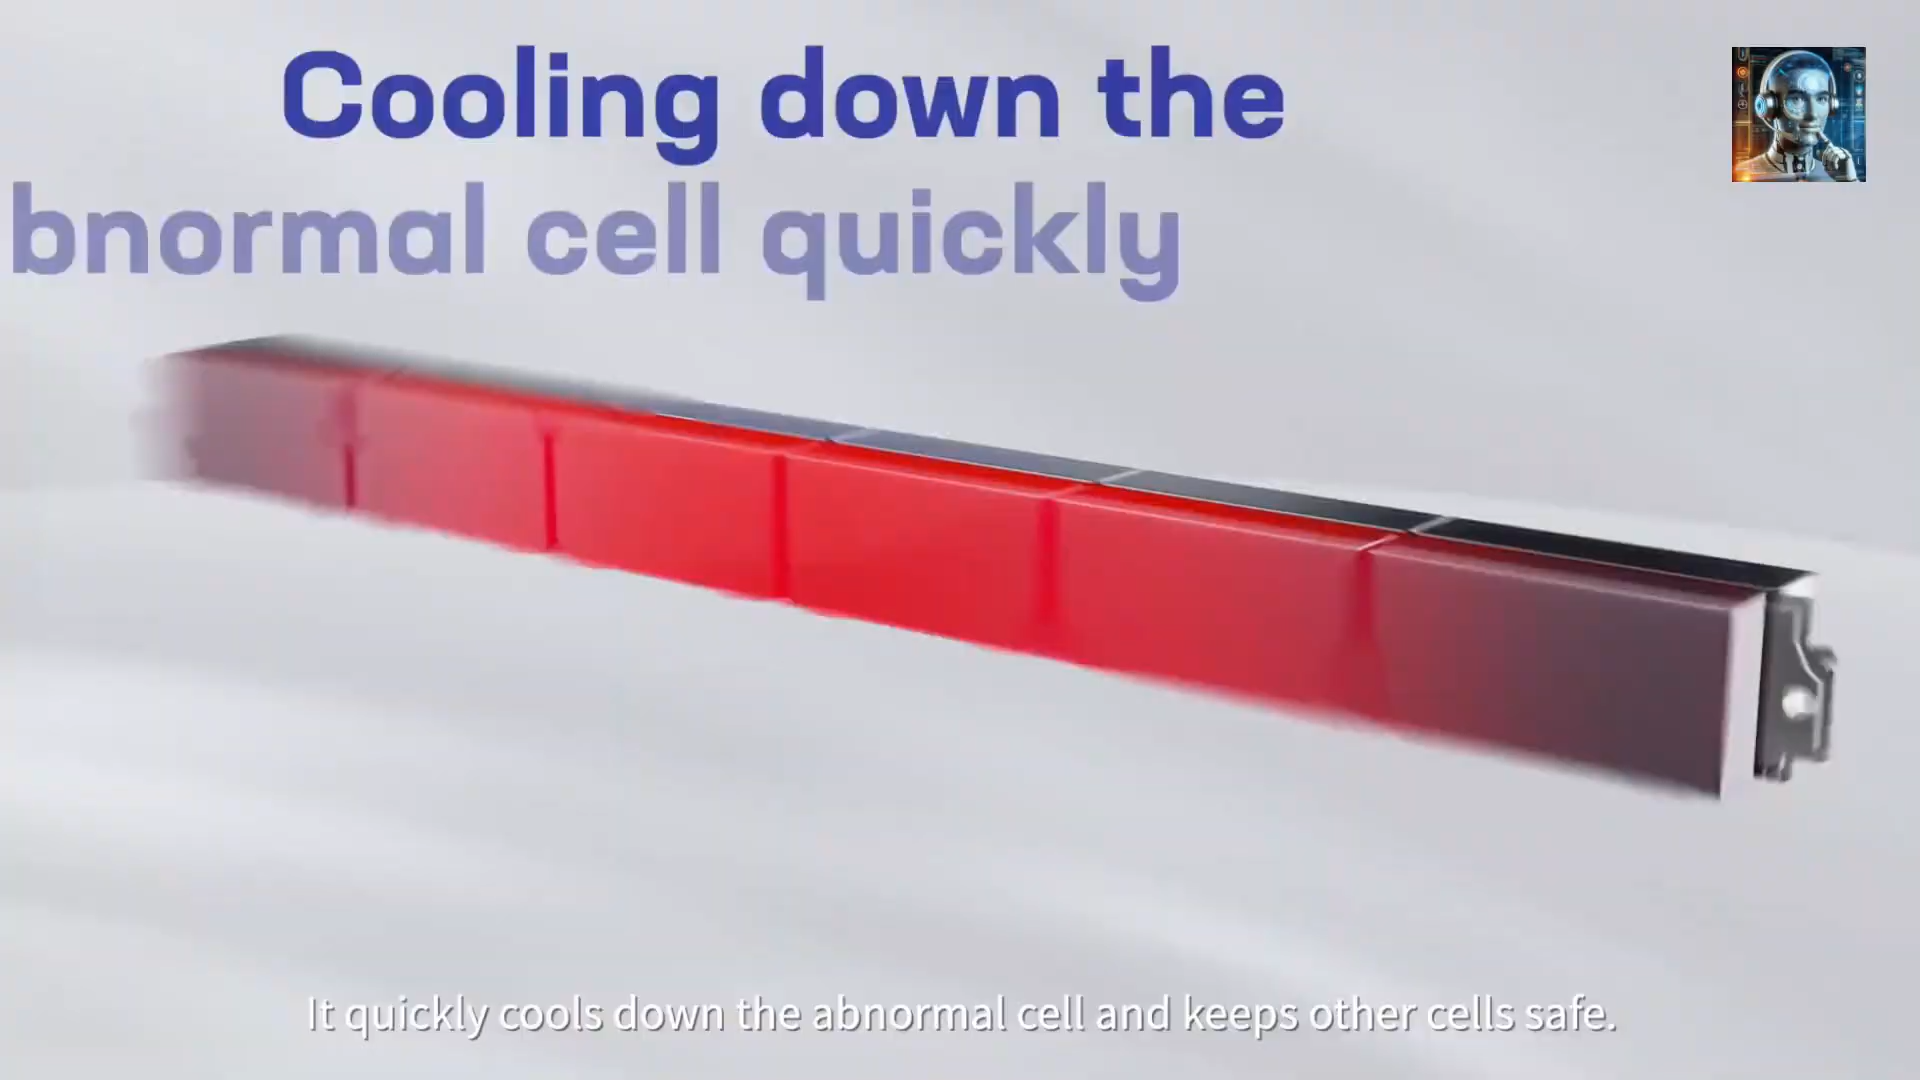 Cooling down the
bnormal cell quickly
It quickly cools down the abnormal cell and keeps other cells safe.